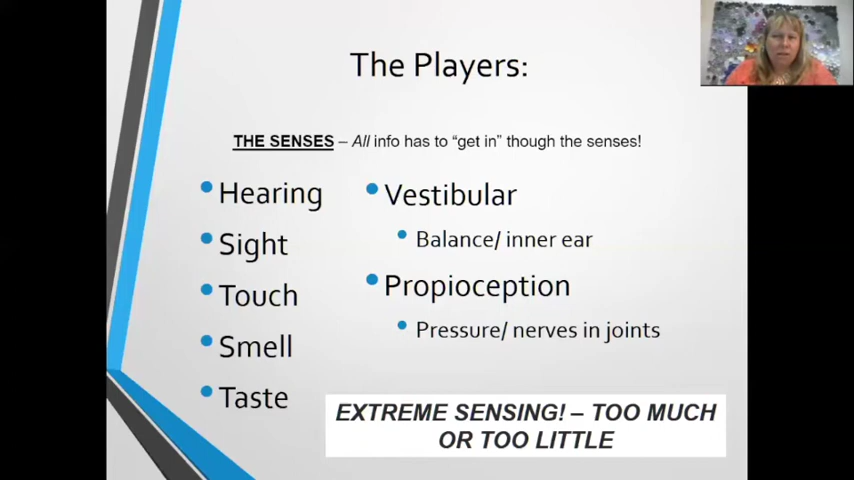 The Players:
THE SENSES – All info has to “get in” though the senses!
Hearing
Sight
Touch
Smell
Taste
Vestibular
Balance/ inner ear
Propioception
Pressure/ nerves in joints
EXTREME SENSING! – TOO MUCH
OR TOO LITTLE